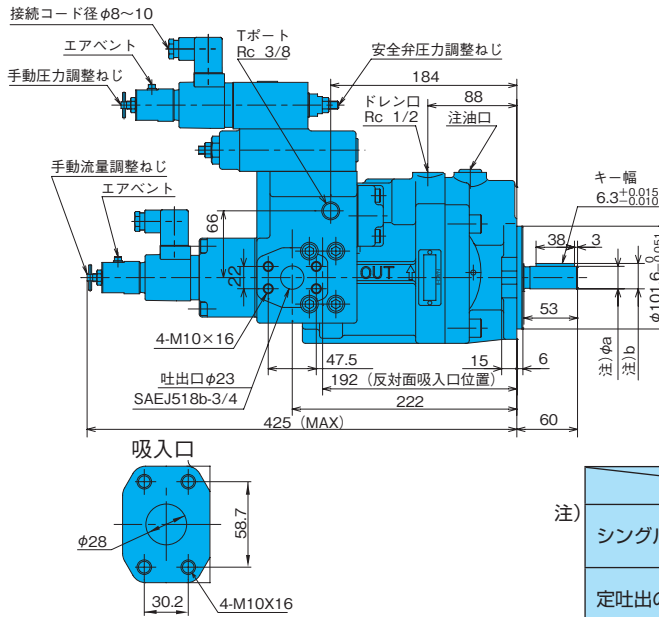 接続コード径φ8〜10
エアベント
手動圧力調整ねじ
Tポート
Rc 3/8
安全弁圧力調整ねじ
184
ドレン口
Rc 1/2
88
注油口
手動流量調整ねじ
エアベント
キー幅
6.3 +0.015 -0.010
66
22
OUT
38
3
53
φ101.6 0 -0.051
注)φa
注)b
4-M10×16
47.5
15
6
吐出口φ23
SAEJ518b-3/4
192(反対面吸入口位置)
222
425(MAX)
60
吸入口
φ28
58.7
30.2
4-M10X16
注)
シングル
定吐出の